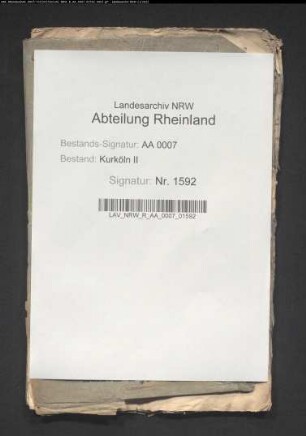 Landesarchiv NRW
Abteilung Rheinland
Bestands-Signatur: AA 0007
Bestand: Kurköln II
Signatur: Nr. 1592
LAV_NRW_R_AA_0007_01592